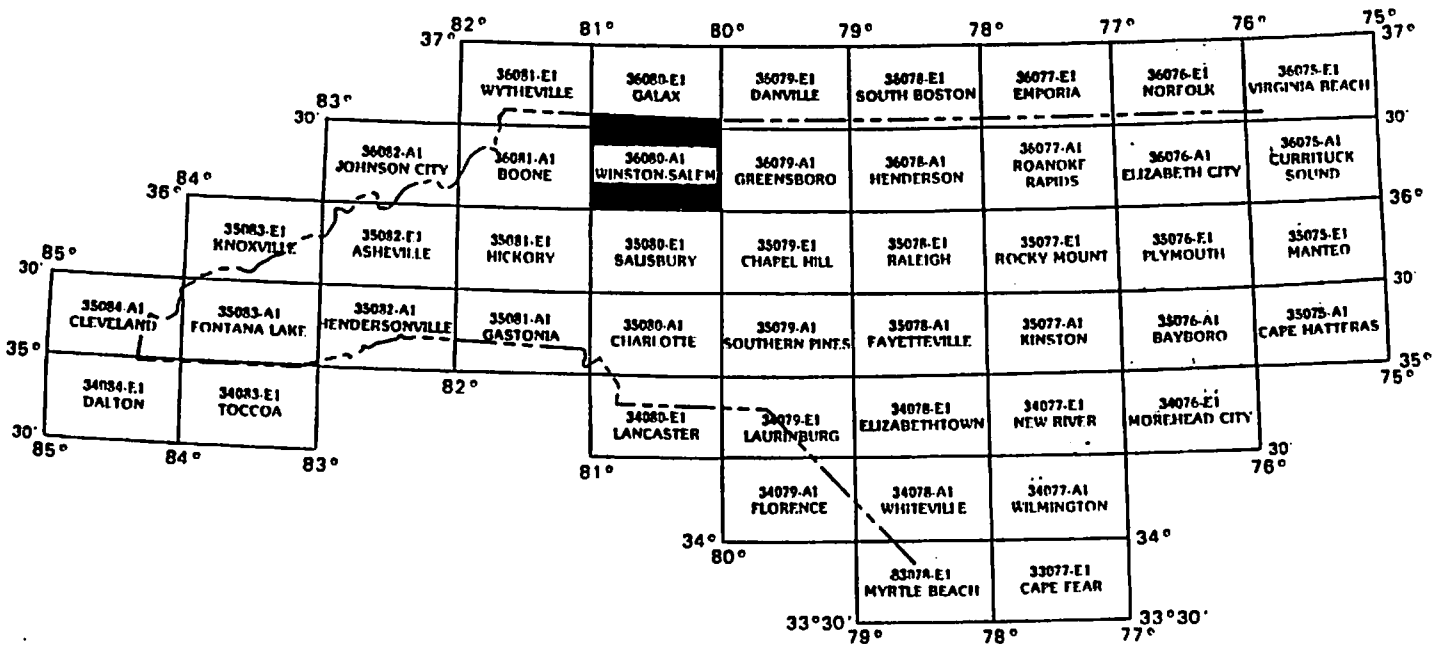 82° 81° 80° 79° 78° 77° 76° 75°
37° 37°
36081-E1 36080-E1 36079-E1 36078-E1 36077-E1 36076-E1 36075-E1
WYTHEVILLE GALAX DANVILLE SOUTH BOSTON EMPORIA NORFOLK VIRGINIA BEACH
83°
30' 30'
36082-A1 36081-A1 36080-A1 36079-A1 36078-A1 36077-A1 36076-A1 36075-A1
JOHNSON CITY BOONE WINSTON-SALEM GREENSBORO HENDERSON ROANOKE RAPIDS ELIZABETH CITY CURRITUCK SOUND
84°
36° 36°
35083-E1 35082-E1 35081-E1 35080-E1 35079-E1 35078-E1 35077-E1 35076-E1 35075-E1
KNOXVILLE ASHEVILLE HICKORY SALISBURY CHAPEL HILL RALEIGH ROCKY MOUNT PLYMOUTH MANTEO
85°
30' 30'
35084-A1 35083-A1 35082-A1 35081-A1 35080-A1 35079-A1 35078-A1 35077-A1 35076-A1 35075-A1
CLEVELAND FONTANA LAKE HENDERSONVILLE GASTONIA CHARLOTTE SOUTHERN PINES FAYETTEVILLE KINSTON BAYBORO CAPE HATTERAS
35° 35°
82° 75°
34084-E1 34083-E1 34080-E1 34079-E1 34078-E1 34077-E1 34076-E1
DALTON TOCCOA LANCASTER LAURINBURG ELIZABETHTOWN NEW RIVER MOREHEAD CITY
30' 30'
85° 84° 83° 81° 76°
34079-A1 34078-A1 34077-A1
FLORENCE WHITEVILLE WILMINGTON
34° 34°
80°
83078-E1 33077-E1
MYRTLE BEACH CAPE FEAR
33°30' 33°30'
79° 78° 77°